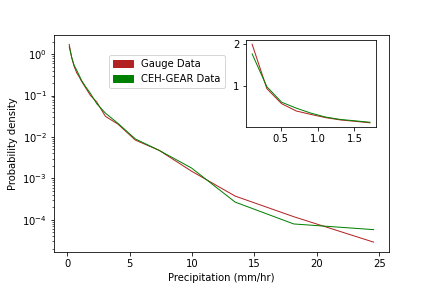 Gauge Data
CEH-GEAR Data
2
1
0.5 1.0 1.5
10⁰
10⁻¹
10⁻²
10⁻³
10⁻⁴
Probability density
0 5 10 15 20 25
Precipitation (mm/hr)